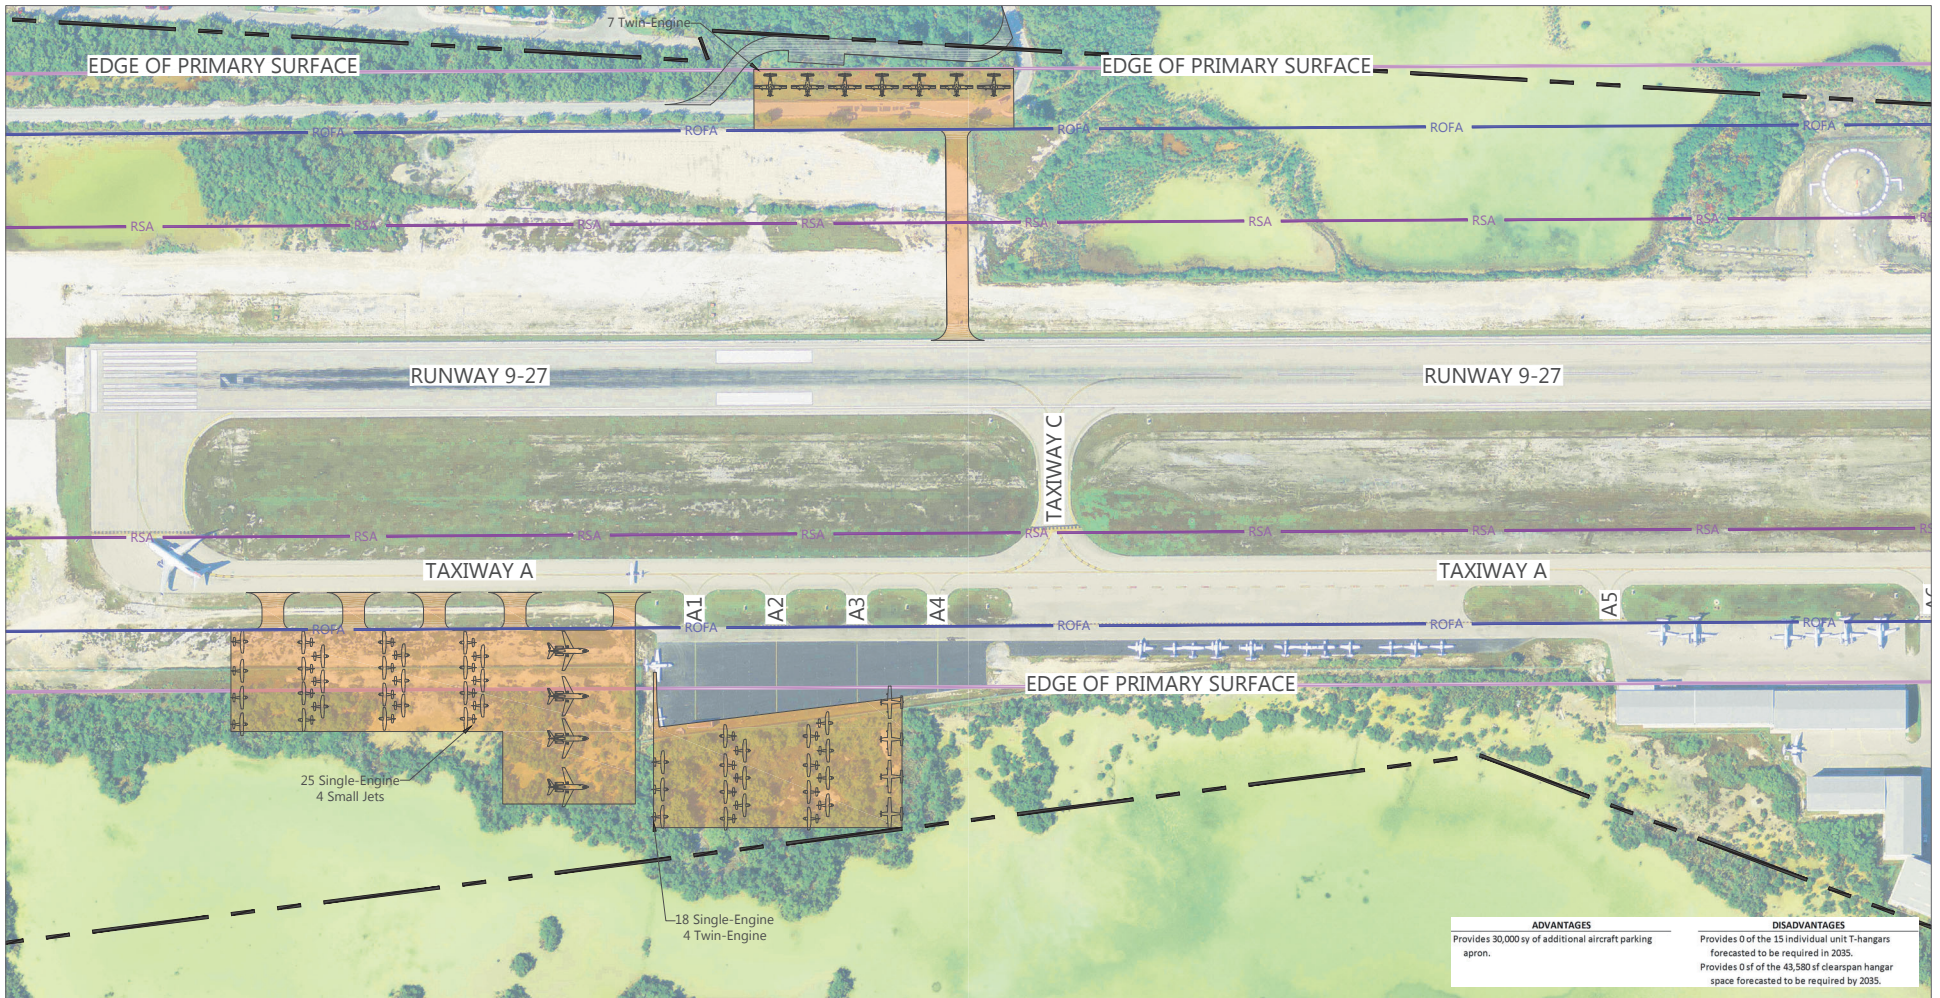 7 Twin-Engine
EDGE OF PRIMARY SURFACE
EDGE OF PRIMARY SURFACE
ROFA ROFA ROFA ROFA ROFA
RSA RSA RSA RSA RSA RSA RSA RSA
RUNWAY 9-27
RUNWAY 9-27
TAXIWAY C
RSA RSA RSA RSA RSA RSA RSA RSA
TAXIWAY A
TAXIWAY A
A1
A2
A3
A4
A5
ROFA ROFA ROFA ROFA ROFA
EDGE OF PRIMARY SURFACE
25 Single-Engine
4 Small Jets
18 Single-Engine
4 Twin-Engine
ADVANTAGES
Provides 30,000 sy of additional aircraft parking
apron.
DISADVANTAGES
Provides 0 of the 15 individual unit T-hangars
forecasted to be required in 2035.
Provides 0 sf of the 43,580 sf clearspan hangar
space forecasted to be required by 2035.